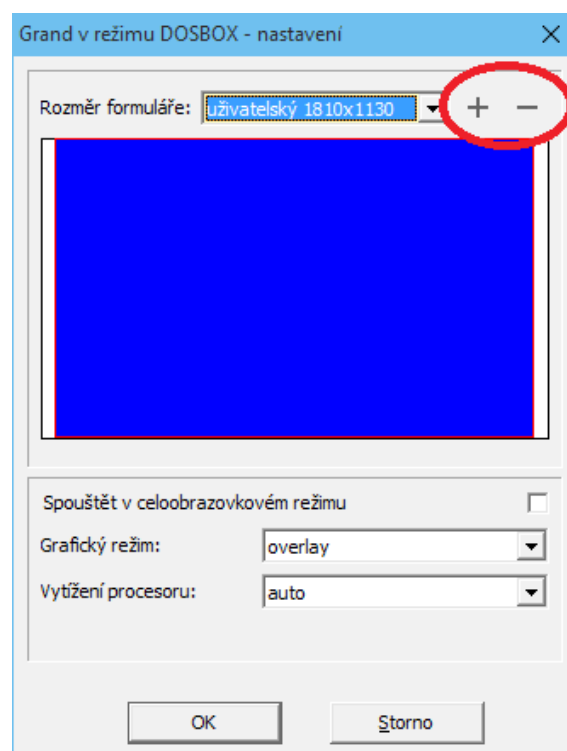 Grand v režimu DOSBOX - nastavení
Rozměr formuláře: uživatelský 1810x1130
Spouštět v celoobrazovkovém režimu
Grafický režim: overlay
Vytížení procesoru: auto
OK Storno